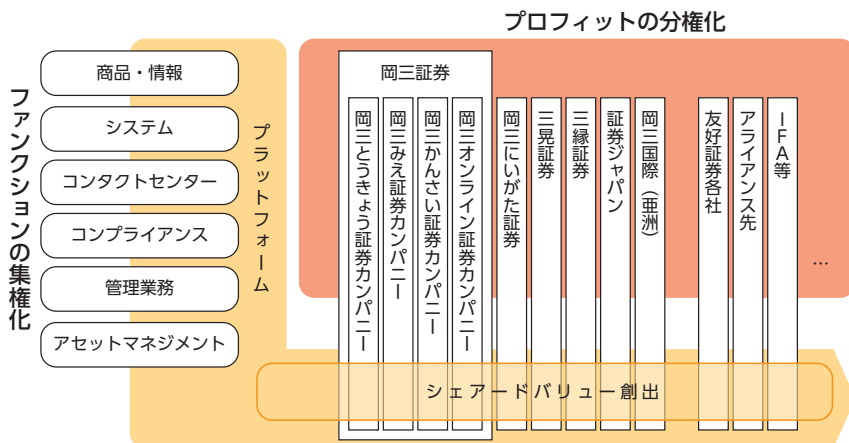 プロフィットの分権化
ファンクションの集権化
商品・情報
システム
コンタクトセンター
コンプライアンス
管理業務
アセットマネジメント
プラットフォーム
岡三証券
岡三とうきょう証券カンパニー
岡三みえ証券カンパニー
岡三かんさい証券カンパニー
岡三オンライン証券カンパニー
岡三にいがた証券
三晃証券
三縁証券
証券ジャパン
岡三国際（亜洲）
友好証券各社
アライアンス先
IFA等
…
シェアードバリュー創出